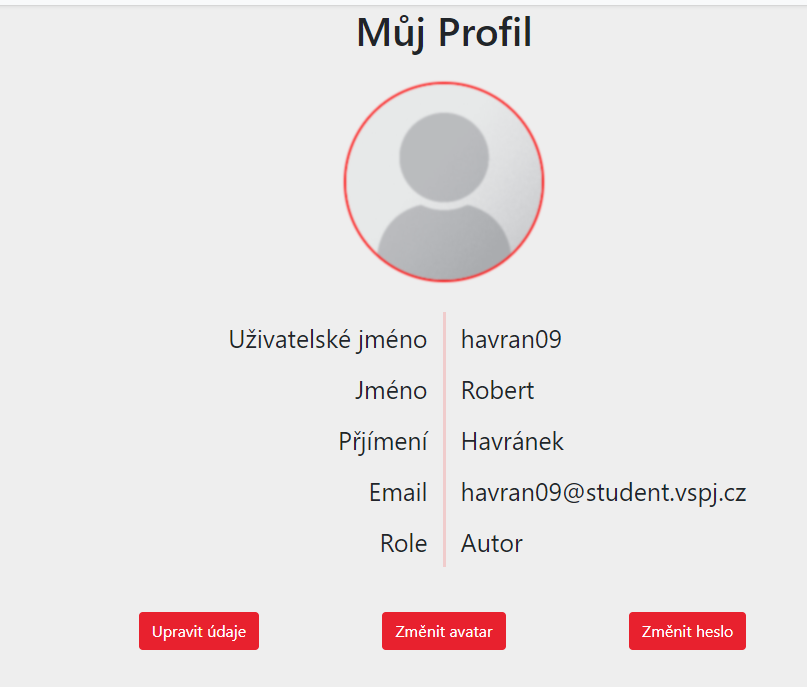 Můj Profil
Uživatelské jméno havran09
Jméno Robert
Přjímení Havránek
Email havran09@student.vspj.cz
Role Autor
Upravit údaje Změnit avatar Změnit heslo